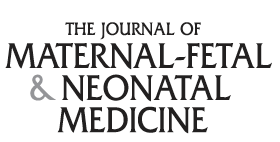 THE JOURNAL OF
MATERNAL-FETAL
& NEONATAL
MEDICINE